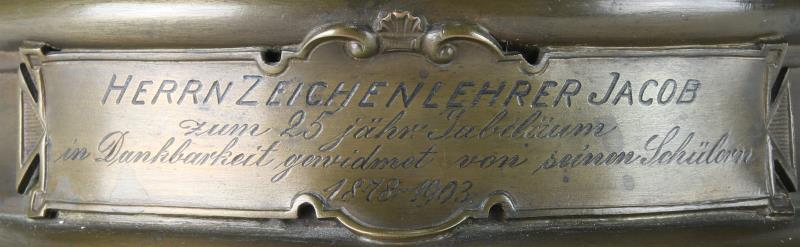 HERRN ZEICHENLEHRER JACOB
zum 25 jähr Jubiläum
in Dankbarkeit gewidmet von seinen Schülern
1878-1903